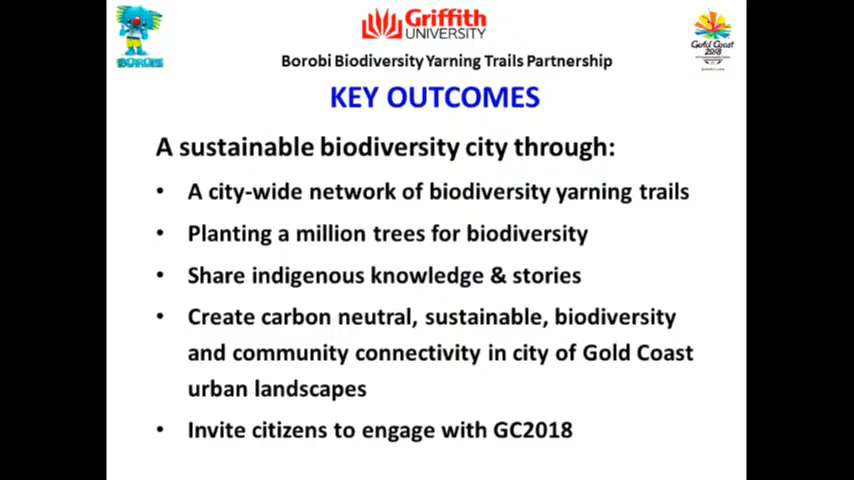 BOROBI
Griffith
UNIVERSITY
Gold Coast
2018
Borobi Biodiversity Yarning Trails Partnership
KEY OUTCOMES
A sustainable biodiversity city through:
• A city-wide network of biodiversity yarning trails
• Planting a million trees for biodiversity
• Share indigenous knowledge & stories
• Create carbon neutral, sustainable, biodiversity
and community connectivity in city of Gold Coast
urban landscapes
• Invite citizens to engage with GC2018